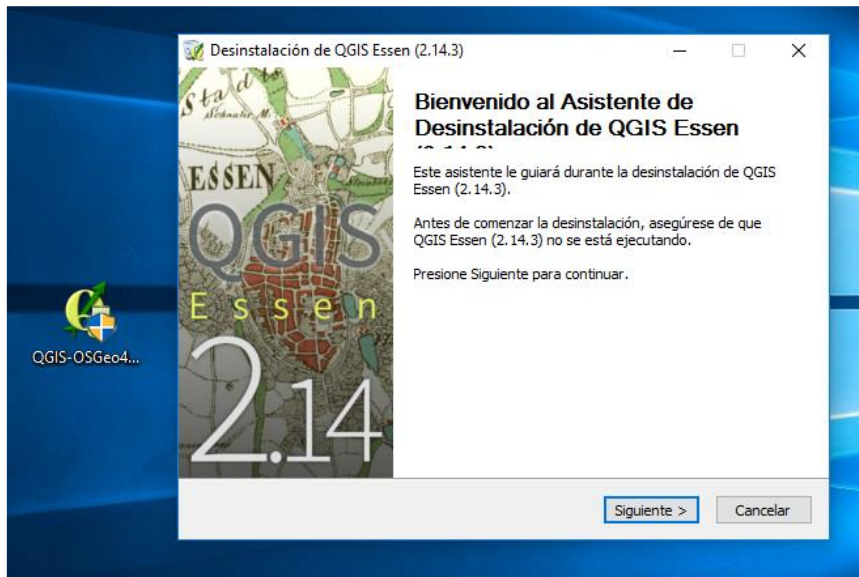 Desinstalación de QGIS Essen (2.14.3)
Bienvenido al Asistente de
Desinstalación de QGIS Essen
Este asistente le guiará durante la desinstalación de QGIS
Essen (2.14.3).
Antes de comenzar la desinstalación, asegúrese de que
QGIS Essen (2.14.3) no se está ejecutando.
Presione Siguiente para continuar.
ESSEN
QGIS
Essen
2.14
QGIS-OSGeo4...
Siguiente >
Cancelar